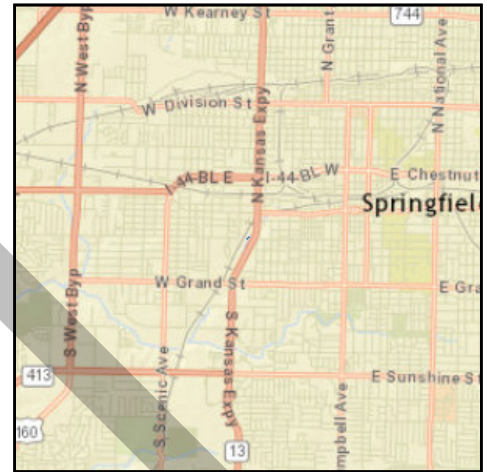 W Kearney St
744
N West Byp
N Grant
N National Ave
W Division St
N Kansas Expy
I-44-BL E
I-44-BL W
E Chestnut
Springfiel
W Grand St
E Gra
S West Byp
S Kansas Expy
S Scenic Ave
413
E Sunshine S
mpbell Ave
160
13